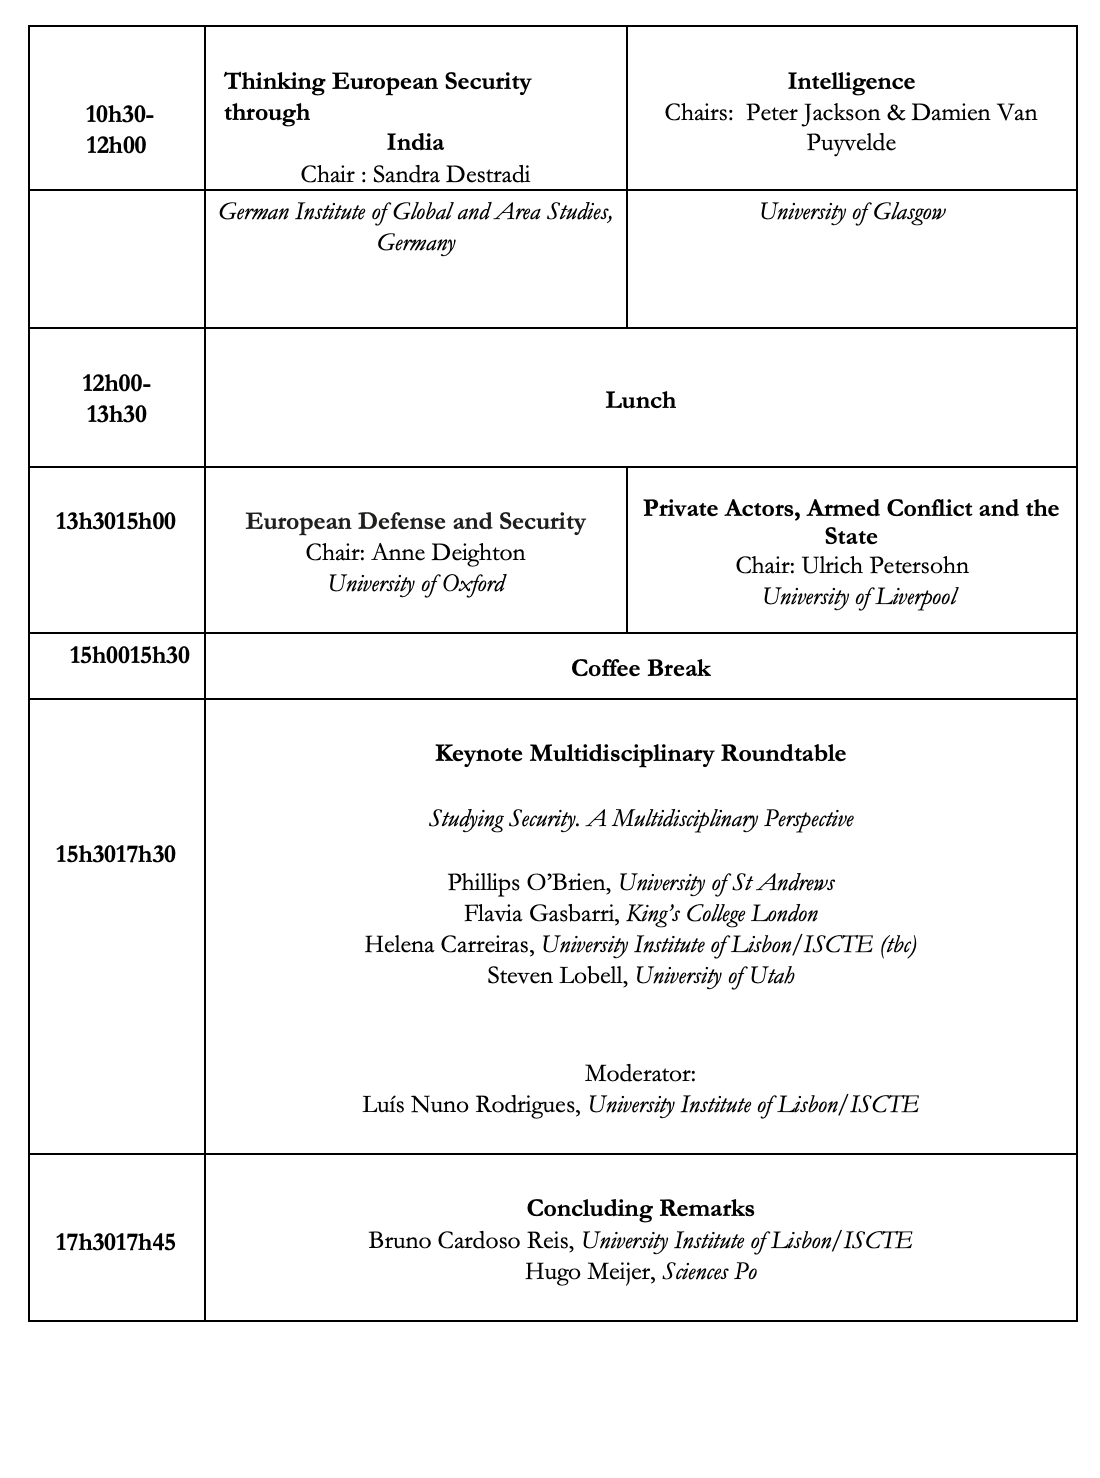 10h30-
12h00
Thinking European Security
through
India
Chair : Sandra Destradi
Intelligence
Chairs:  Peter Jackson & Damien Van
Puyvelde
German Institute of Global and Area Studies,
Germany
University of Glasgow
12h00-
13h30
Lunch
13h3015h00
European Defense and Security
Chair: Anne Deighton
University of Oxford
Private Actors, Armed Conflict and the
State
Chair: Ulrich Petersohn
University of Liverpool
15h0015h30
Coffee Break
15h3017h30
Keynote Multidisciplinary Roundtable
Studying Security. A Multidisciplinary Perspective
Phillips O’Brien, University of St Andrews
Flavia Gasbarri, King’s College London
Helena Carreiras, University Institute of Lisbon/ISCTE (tbc)
Steven Lobell, University of Utah
Moderator:
Luís Nuno Rodrigues, University Institute of Lisbon/ISCTE
17h3017h45
Concluding Remarks
Bruno Cardoso Reis, University Institute of Lisbon/ISCTE
Hugo Meijer, Sciences Po